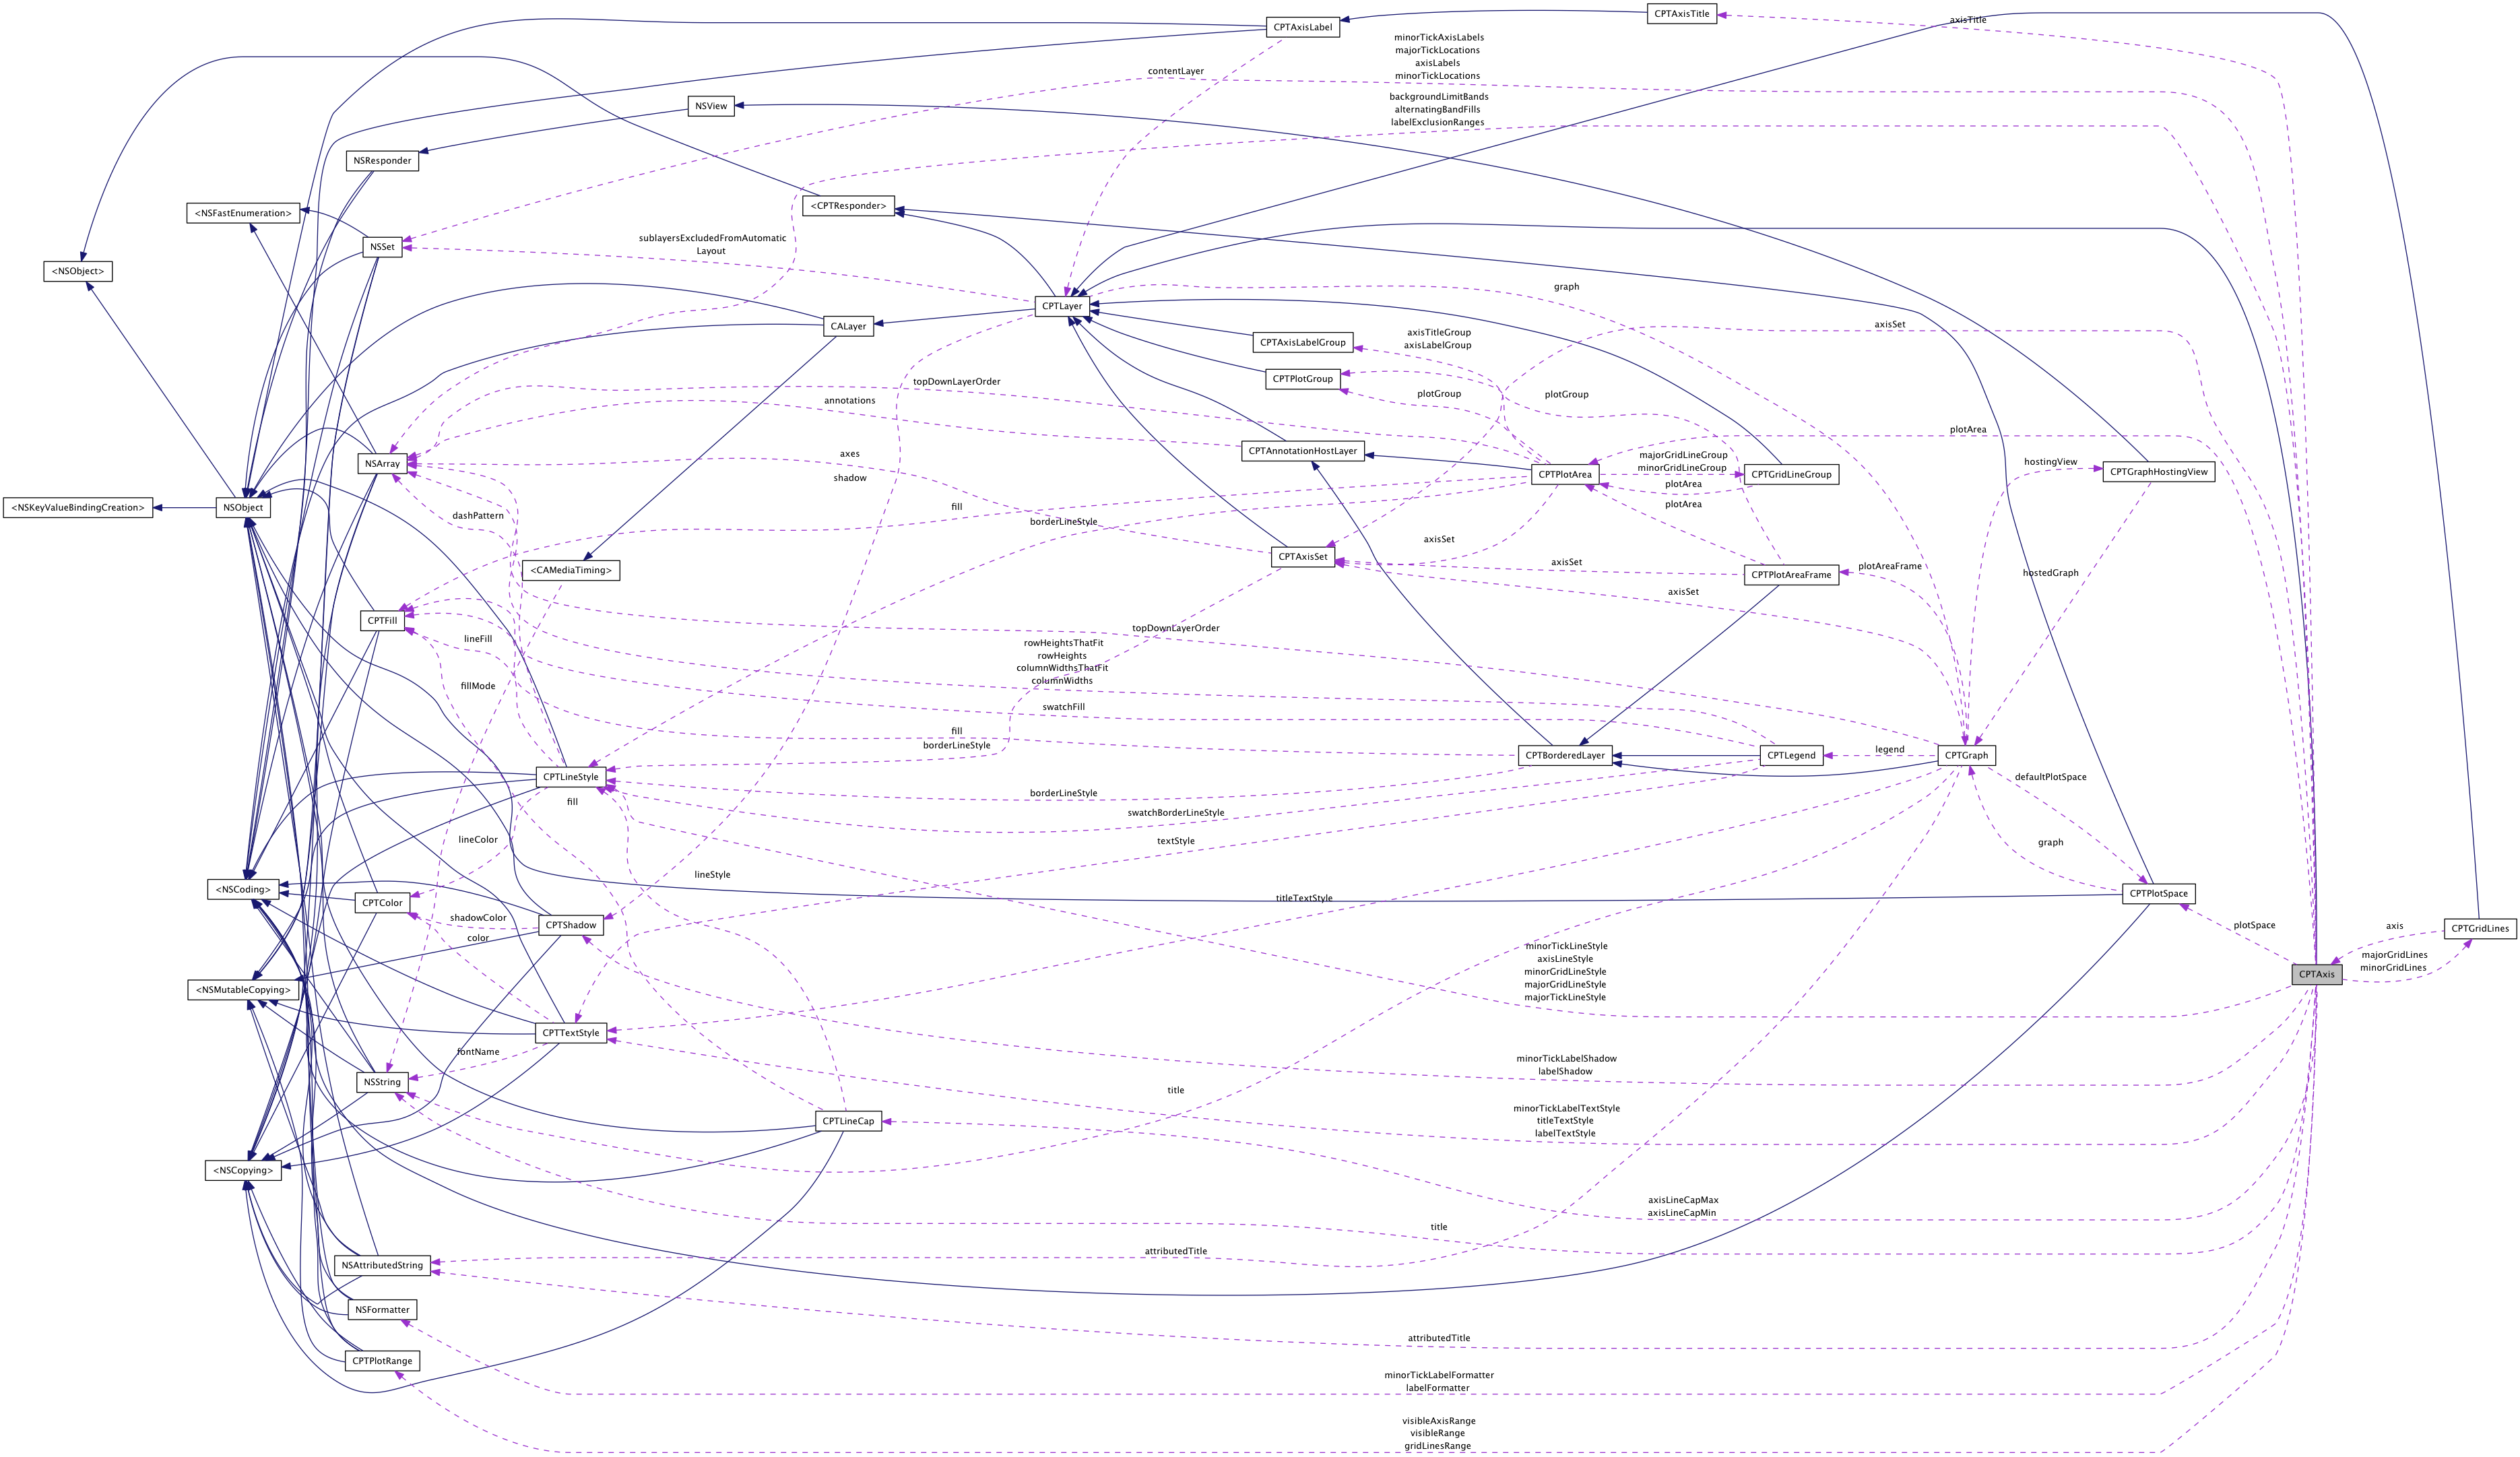 CPTAxisTitle
axisTitle
CPTAxisLabel
minorTickAxisLabels
majorTickLocations
axisLabels
minorTickLocations
contentLayer
backgroundLimitBands
alternatingBandFills
labelExclusionRanges
NSView
NSResponder
<NSFastEnumeration>
<CPTResponder>
NSSet
sublayersExcludedFromAutomatic
Layout
<NSObject>
CPTLayer
graph
CALayer
axisSet
CPTAxisLabelGroup
axisTitleGroup
axisLabelGroup
CPTPlotGroup
topDownLayerOrder
annotations
plotGroup
plotGroup
plotArea
CPTAnnotationHostLayer
axes
NSArray
majorGridLineGroup
minorGridLineGroup
hostingView
CPTPlotArea
CPTGridLineGroup
CPTGraphHostingView
shadow
plotArea
<NSKeyValueBindingCreation>
NSObject
fill
plotArea
dashPattern
borderLineStyle
axisSet
CPTAxisSet
axisSet
plotAreaFrame
<CAMediaTiming>
CPTPlotAreaFrame
hostedGraph
axisSet
CPTFill
topDownLayerOrder
lineFill
rowHeightsThatFit
rowHeights
columnWidthsThatFit
columnWidths
fillMode
swatchFill
fill
borderLineStyle
CPTBorderedLayer
CPTLegend
legend
CPTGraph
CPTLineStyle
defaultPlotSpace
borderLineStyle
fill
swatchBorderLineStyle
lineColor
textStyle
graph
lineStyle
<NSCoding>
CPTColor
titleTextStyle
CPTPlotSpace
shadowColor
CPTShadow
plotSpace
axis
CPTGridLines
color
minorTickLineStyle
axisLineStyle
minorGridLineStyle
majorGridLineStyle
majorTickLineStyle
majorGridLines
minorGridLines
CPTAxis
<NSMutableCopying>
CPTTextStyle
fontName
minorTickLabelShadow
labelShadow
NSString
title
minorTickLabelTextStyle
titleTextStyle
labelTextStyle
CPTLineCap
<NSCopying>
axisLineCapMax
axisLineCapMin
title
attributedTitle
NSAttributedString
NSFormatter
attributedTitle
CPTPlotRange
minorTickLabelFormatter
labelFormatter
visibleAxisRange
visibleRange
gridLinesRange